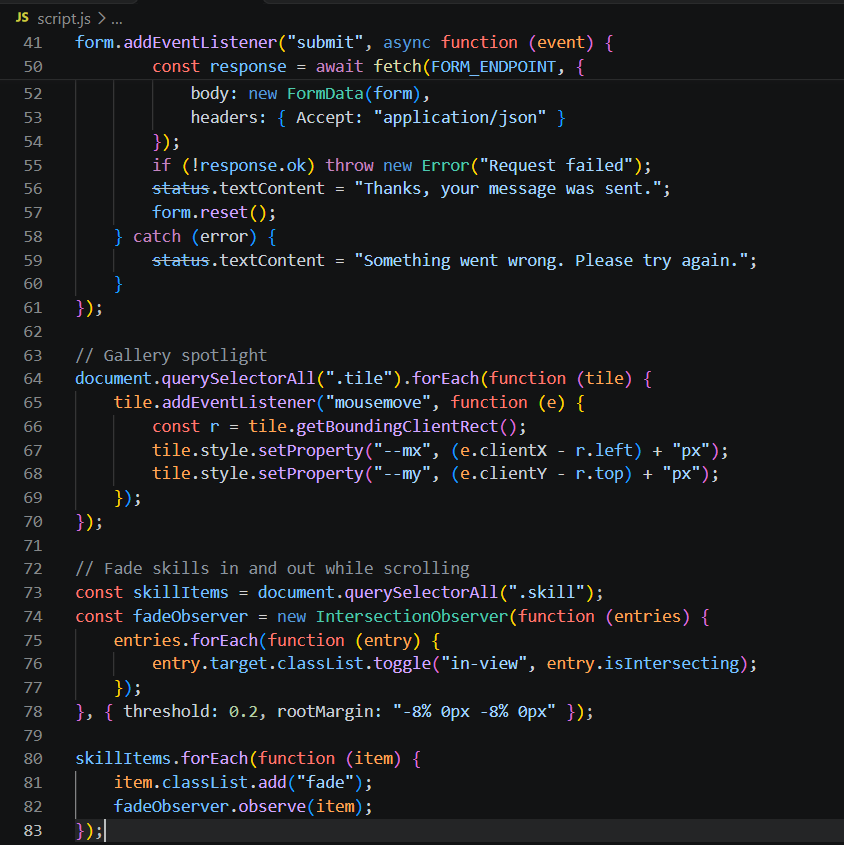 JS script.js > ...
41 form.addEventListener("submit", async function (event) {
50         const response = await fetch(FORM_ENDPOINT, {
52             body: new FormData(form),
53             headers: { Accept: "application/json" }
54         });
55         if (!response.ok) throw new Error("Request failed");
56         status.textContent = "Thanks, your message was sent.";
57         form.reset();
58     } catch (error) {
59         status.textContent = "Something went wrong. Please try again.";
60     }
61 });
62
63 // Gallery spotlight
64 document.querySelectorAll(".tile").forEach(function (tile) {
65     tile.addEventListener("mousemove", function (e) {
66         const r = tile.getBoundingClientRect();
67         tile.style.setProperty("--mx", (e.clientX - r.left) + "px");
68         tile.style.setProperty("--my", (e.clientY - r.top) + "px");
69     });
70 });
71
72 // Fade skills in and out while scrolling
73 const skillItems = document.querySelectorAll(".skill");
74 const fadeObserver = new IntersectionObserver(function (entries) {
75     entries.forEach(function (entry) {
76         entry.target.classList.toggle("in-view", entry.isIntersecting);
77     });
78 }, { threshold: 0.2, rootMargin: "-8% 0px -8% 0px" });
79
80 skillItems.forEach(function (item) {
81     item.classList.add("fade");
82     fadeObserver.observe(item);
83 });